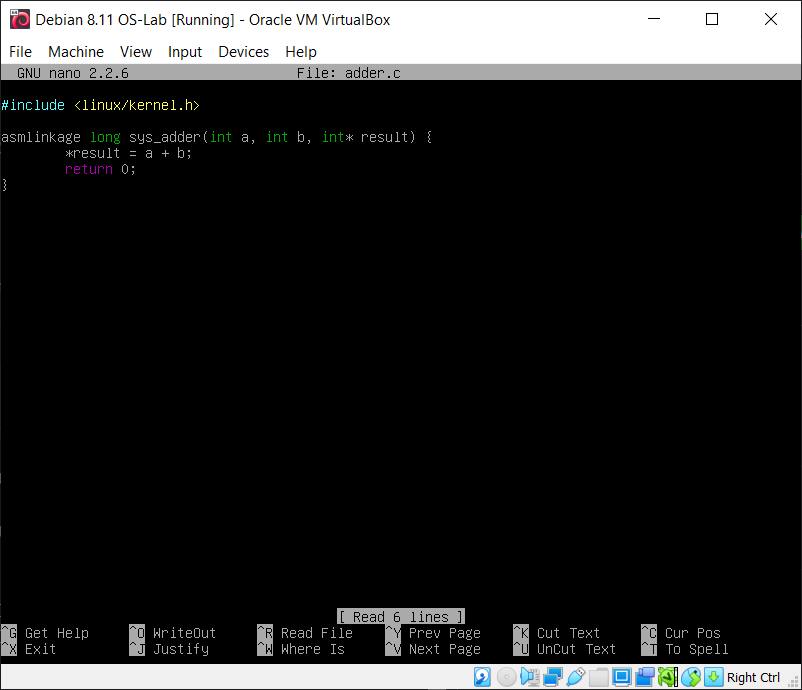 Debian 8.11 OS-Lab [Running] - Oracle VM VirtualBox
File Machine View Input Devices Help
GNU nano 2.2.6 File: adder.c
#include <linux/kernel.h>
asmlinkage long sys_adder(int a, int b, int* result) {
*result = a + b;
return 0;
}
[ Read 6 lines ]
^G Get Help ^O WriteOut ^R Read File ^Y Prev Page ^K Cut Text ^C Cur Pos
^X Exit ^J Justify ^W Where Is ^V Next Page ^U UnCut Text ^T To Spell
Right Ctrl